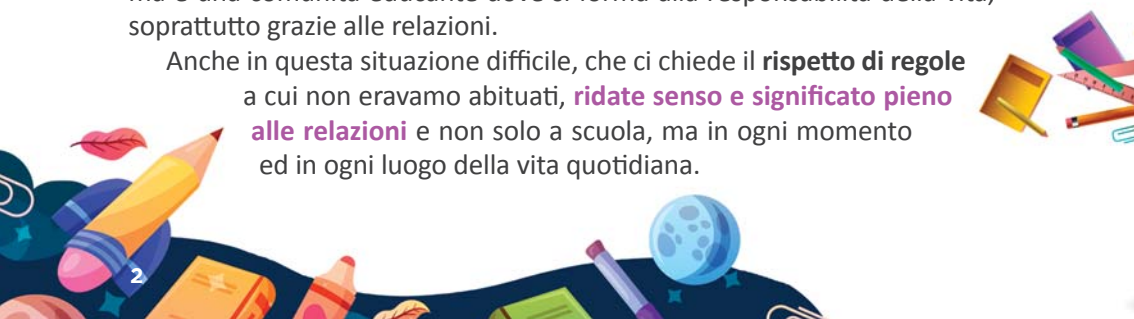 soprattutto grazie alle relazioni.
Anche in questa situazione difficile, che ci chiede il rispetto di regole
a cui non eravamo abituati, ridate senso e significato pieno
alle relazioni e non solo a scuola, ma in ogni momento
ed in ogni luogo della vita quotidiana.
2